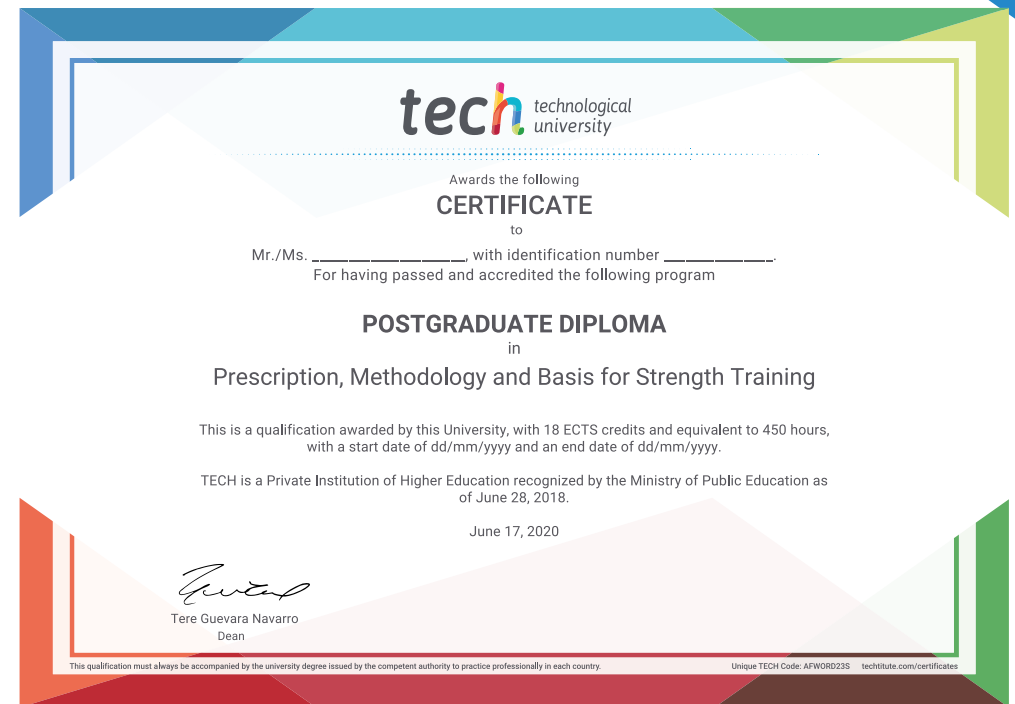 tech technological
university
Awards the following
CERTIFICATE
to
Mr./Ms. __________________, with identification number _____________.
For having passed and accredited the following program
POSTGRADUATE DIPLOMA
in
Prescription, Methodology and Basis for Strength Training
This is a qualification awarded by this University, with 18 ECTS credits and equivalent to 450 hours,
with a start date of dd/mm/yyyy and an end date of dd/mm/yyyy.
TECH is a Private Institution of Higher Education recognized by the Ministry of Public Education as
of June 28, 2018.
June 17, 2020
Tere Guevara Navarro
Dean
This qualification must always be accompanied by the university degree issued by the competent authority to practice professionally in each country.
Unique TECH Code: AFWORD23S techtitute.com/certificates